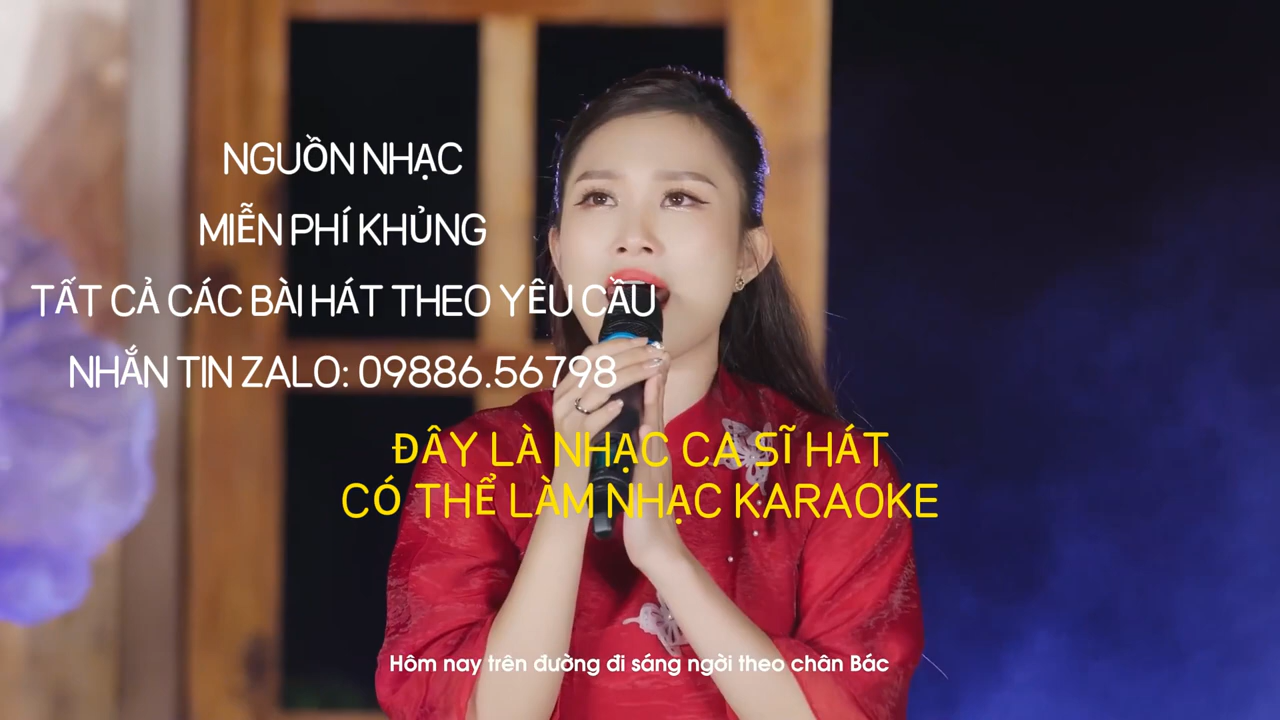 NGUỒN NHẠC
MIỄN PHÍ KHỦNG
TẤT CẢ CÁC BÀI HÁT THEO YÊU CẦU
NHẮN TIN ZALO: 09886.56798
ĐÂY LÀ NHẠC CA SĨ HÁT
CÓ THỂ LÀM NHẠC KARAOKE
Hôm nay trên đường đi sáng ngời theo chân Bác